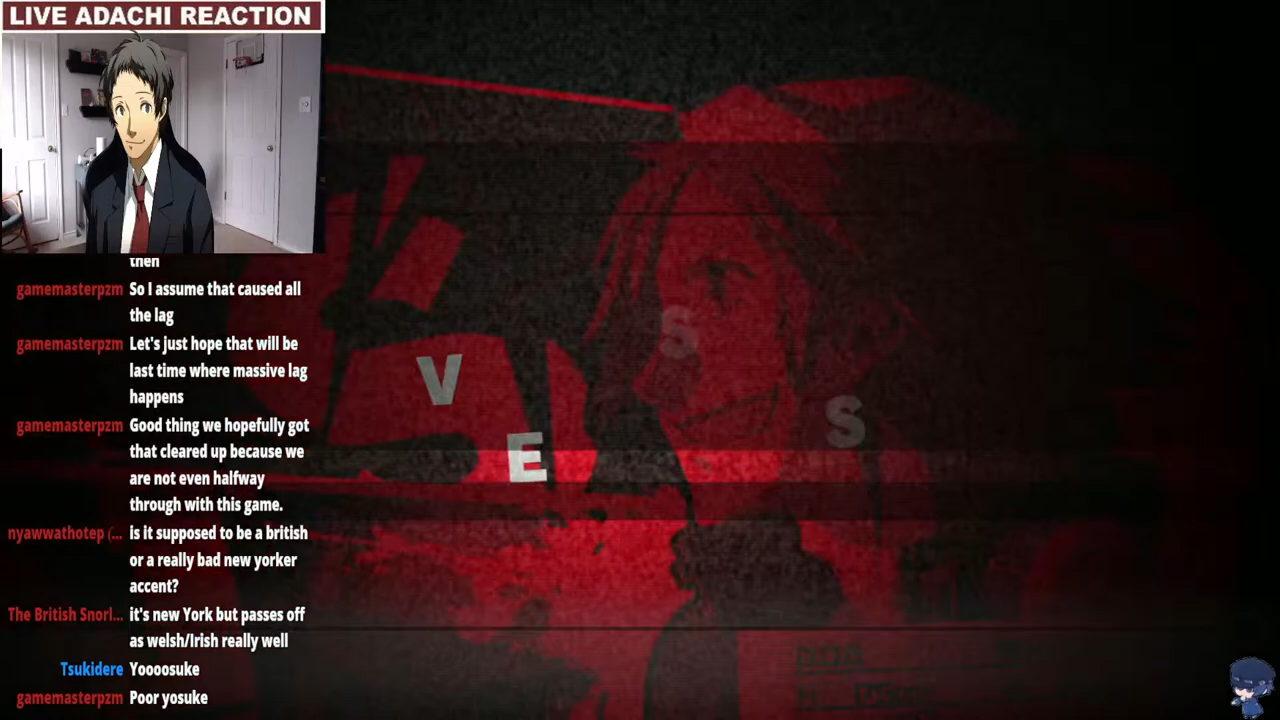 LIVE ADACHI REACTION
then
gamemasterpzm So I assume that caused all
the lag
gamemasterpzm Let's just hope that will be
last time where massive lag
happens
gamemasterpzm Good thing we hopefully got
that cleared up because we
are not even halfway
through with this game.
nyawwathotep (... is it supposed to be a british
or a really bad new yorker
accent?
The British Snorl... it's new York but passes off
as welsh/Irish really well
Tsukidere Yoooosuke
gamemasterpzm Poor yosuke
V
E
S
S